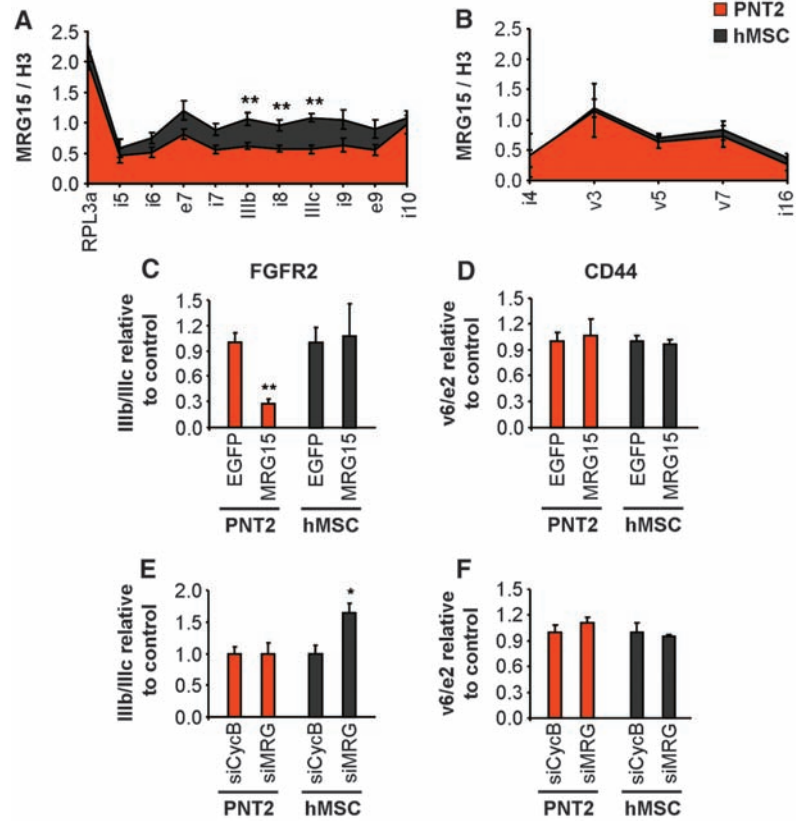 A
MRG15 / H3
2.5
2.0
1.5
1.0
0.5
0.0
** ** **
RPL3a i5 i6 e7 i7 IIIb i8 IIIc i9 e9 i10
B
PNT2
hMSC
MRG15 / H3
2.5
2.0
1.5
1.0
0.5
0.0
i4 v3 v5 v7 i16
C
FGFR2
IIIb/IIIc relative
to control
1.5
1.2
0.9
0.6
0.3
0.0
**
EGFP MRG15 EGFP MRG15
PNT2 hMSC
D
CD44
v6/e2 relative
to control
1.5
1.2
0.9
0.6
0.3
0.0
EGFP MRG15 EGFP MRG15
PNT2 hMSC
E
IIIb/IIIc relative
to control
2.0
1.5
1.0
0.5
0.0
*
siCycB siMRG siCycB siMRG
PNT2 hMSC
F
v6/e2 relative
to control
1.5
1.2
0.9
0.6
0.3
0.0
siCycB siMRG siCycB siMRG
PNT2 hMSC